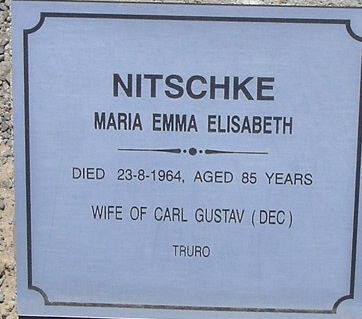 NITSCHKE
MARIA EMMA ELISABETH
DIED 23-8-1964, AGED 85 YEARS
WIFE OF CARL GUSTAV (DEC)
TRURO